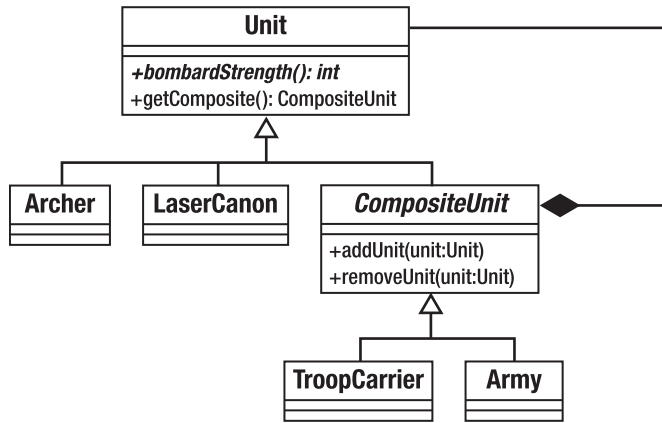 Unit
+bombardStrength(): int
+getComposite(): CompositeUnit
Archer
LaserCanon
CompositeUnit
+addUnit(unit:Unit)
+removeUnit(unit:Unit)
TroopCarrier
Army